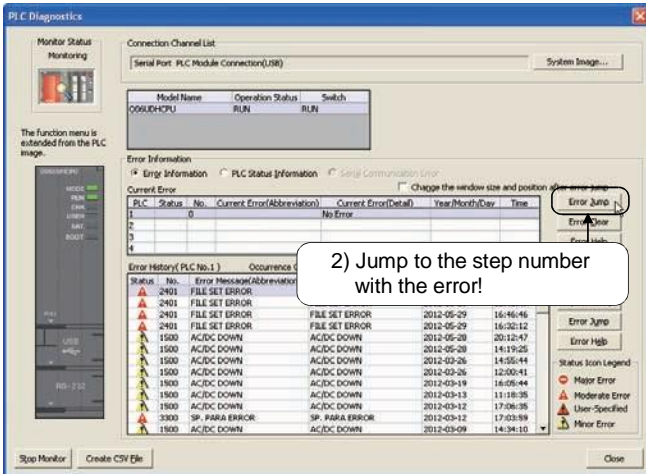 PLC Diagnostics
Monitor Status
Monitoring
Connection Channel List
Serial Port PLC Module Connection(USB)
System Image...
The function menu is
extended from the PLC
image.
Model Name Operation Status Switch
Q06UDHCPU RUN RUN
Error Information
Error Information PLC Status Information Serial Communication Error
Change the window size and position after error jump
Current Error
PLC Status No. Current Error(Abbreviation) Current Error(Detail) Year/Month/Day Time
1 0 No Error
2
3
4
Error Jump
Error Clear
Error Help
2) Jump to the step number
with the error!
Error History( PLC No.1 ) Occurrence
Status No. Error Message(Abbreviation
2401 FILE SET ERROR
2401 FILE SET ERROR
2401 FILE SET ERROR FILE SET ERROR 2012-05-29 16:46:46
2401 FILE SET ERROR FILE SET ERROR 2012-05-29 16:32:12
1500 AC/DC DOWN AC/DC DOWN 2012-05-28 20:12:47
1500 AC/DC DOWN AC/DC DOWN 2012-05-28 14:19:25
1500 AC/DC DOWN AC/DC DOWN 2012-03-26 14:55:44
1500 AC/DC DOWN AC/DC DOWN 2012-03-26 12:00:41
1500 AC/DC DOWN AC/DC DOWN 2012-03-19 16:05:44
1500 AC/DC DOWN AC/DC DOWN 2012-03-13 11:18:35
1500 AC/DC DOWN AC/DC DOWN 2012-03-12 17:06:35
3300 SP. PARA ERROR SP. PARA ERROR 2012-03-12 17:03:59
1500 AC/DC DOWN AC/DC DOWN 2012-03-09 14:34:10
Error Jump
Error Help
Status Icon Legend
Major Error
Moderate Error
User-Specified
Minor Error
MODE
RUN
ERR
USER
BAT
BOOT
PULL
USB
RS-232
Stop Monitor
Create CSV File
Close